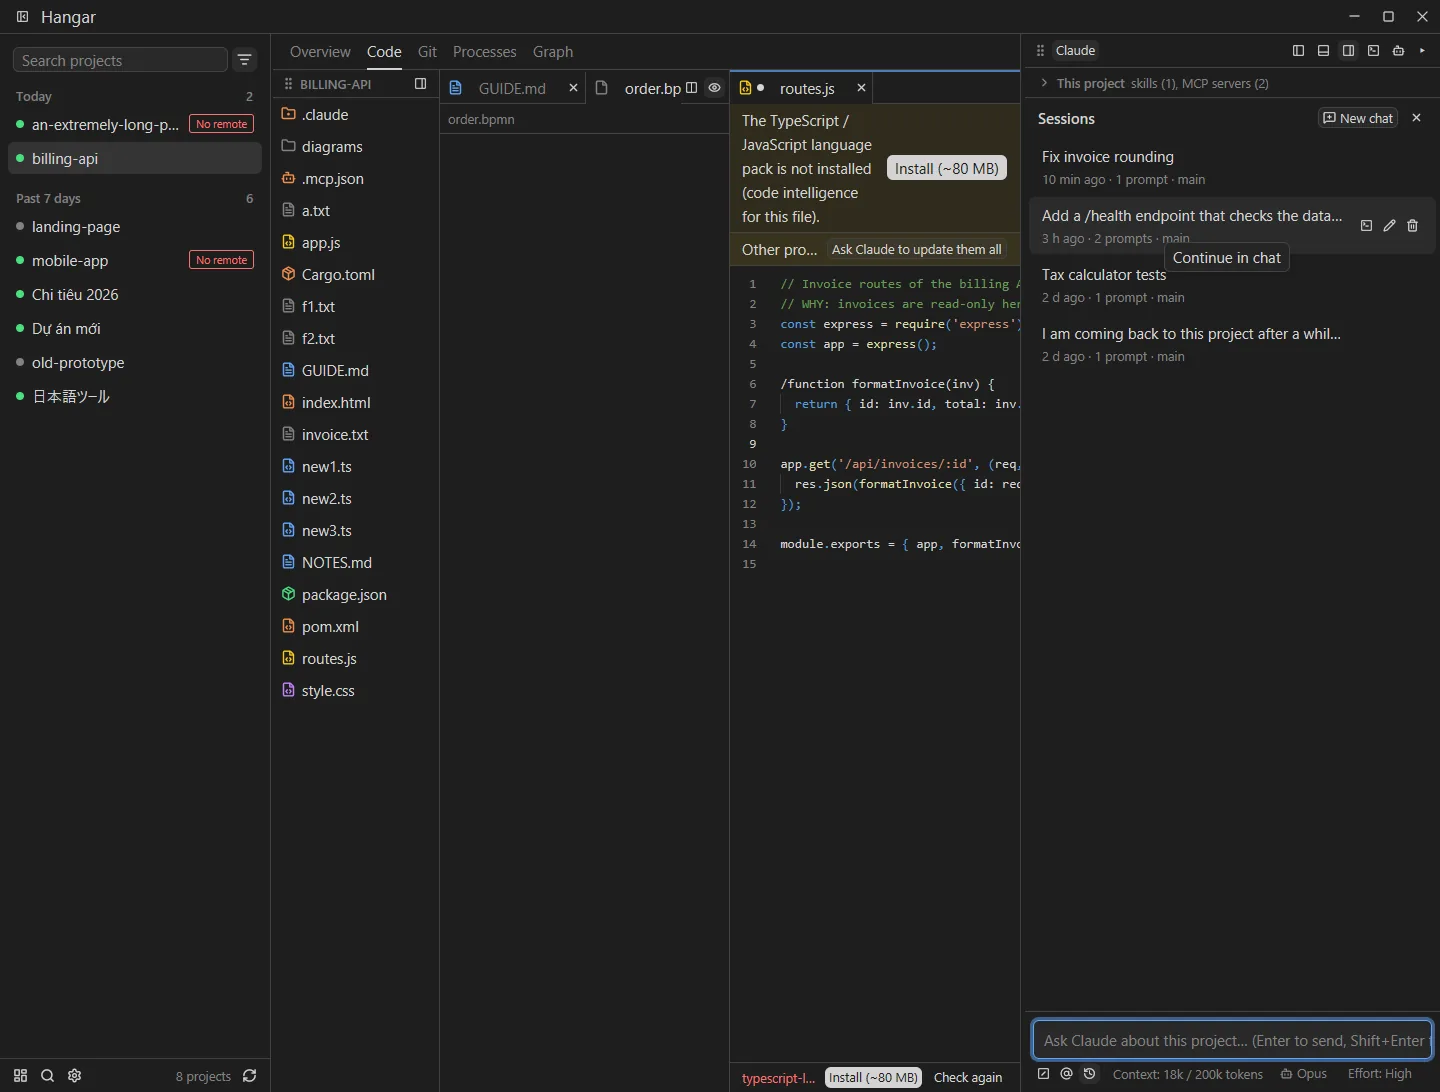 Hangar
Search projects
Today 2
an-extremely-long-p... No remote
billing-api
Past 7 days 6
landing-page
mobile-app No remote
Chi tiêu 2026
Dự án mới
old-prototype
日本語ツール
8 projects
Overview Code Git Processes Graph
BILLING-API
.claude
diagrams
.mcp.json
a.txt
app.js
Cargo.toml
f1.txt
f2.txt
GUIDE.md
index.html
invoice.txt
new1.ts
new2.ts
new3.ts
NOTES.md
package.json
pom.xml
routes.js
style.css
GUIDE.md order.bp
order.bpmn
routes.js
The TypeScript /
JavaScript language
pack is not installed
(code intelligence
for this file).
Install (~80 MB)
Other pro... Ask Claude to update them all
1 // Invoice routes of the billing
2 // WHY: invoices are read-only
3 const express = require('express')
4 const app = express();
5
6 /function formatInvoice(inv) {
7 return { id: inv.id, total: inv.
8 }
9
10 app.get('/api/invoices/:id', (req,
11 res.json(formatInvoice({ id:
12 });
13
14 module.exports = { app,
15
typescript-l... Install (~80 MB) Check again
Claude
This project skills (1), MCP servers (2)
Sessions New chat
Fix invoice rounding
10 min ago · 1 prompt · main
Add a /health endpoint that checks the data...
3 h ago · 2 prompts · main
Continue in chat
Tax calculator tests
2 d ago · 1 prompt · main
I am coming back to this project after a whil...
2 d ago · 1 prompt · main
Ask Claude about this project... (Enter to send, Shift+Enter
Context: 18k / 200k tokens Opus Effort: High